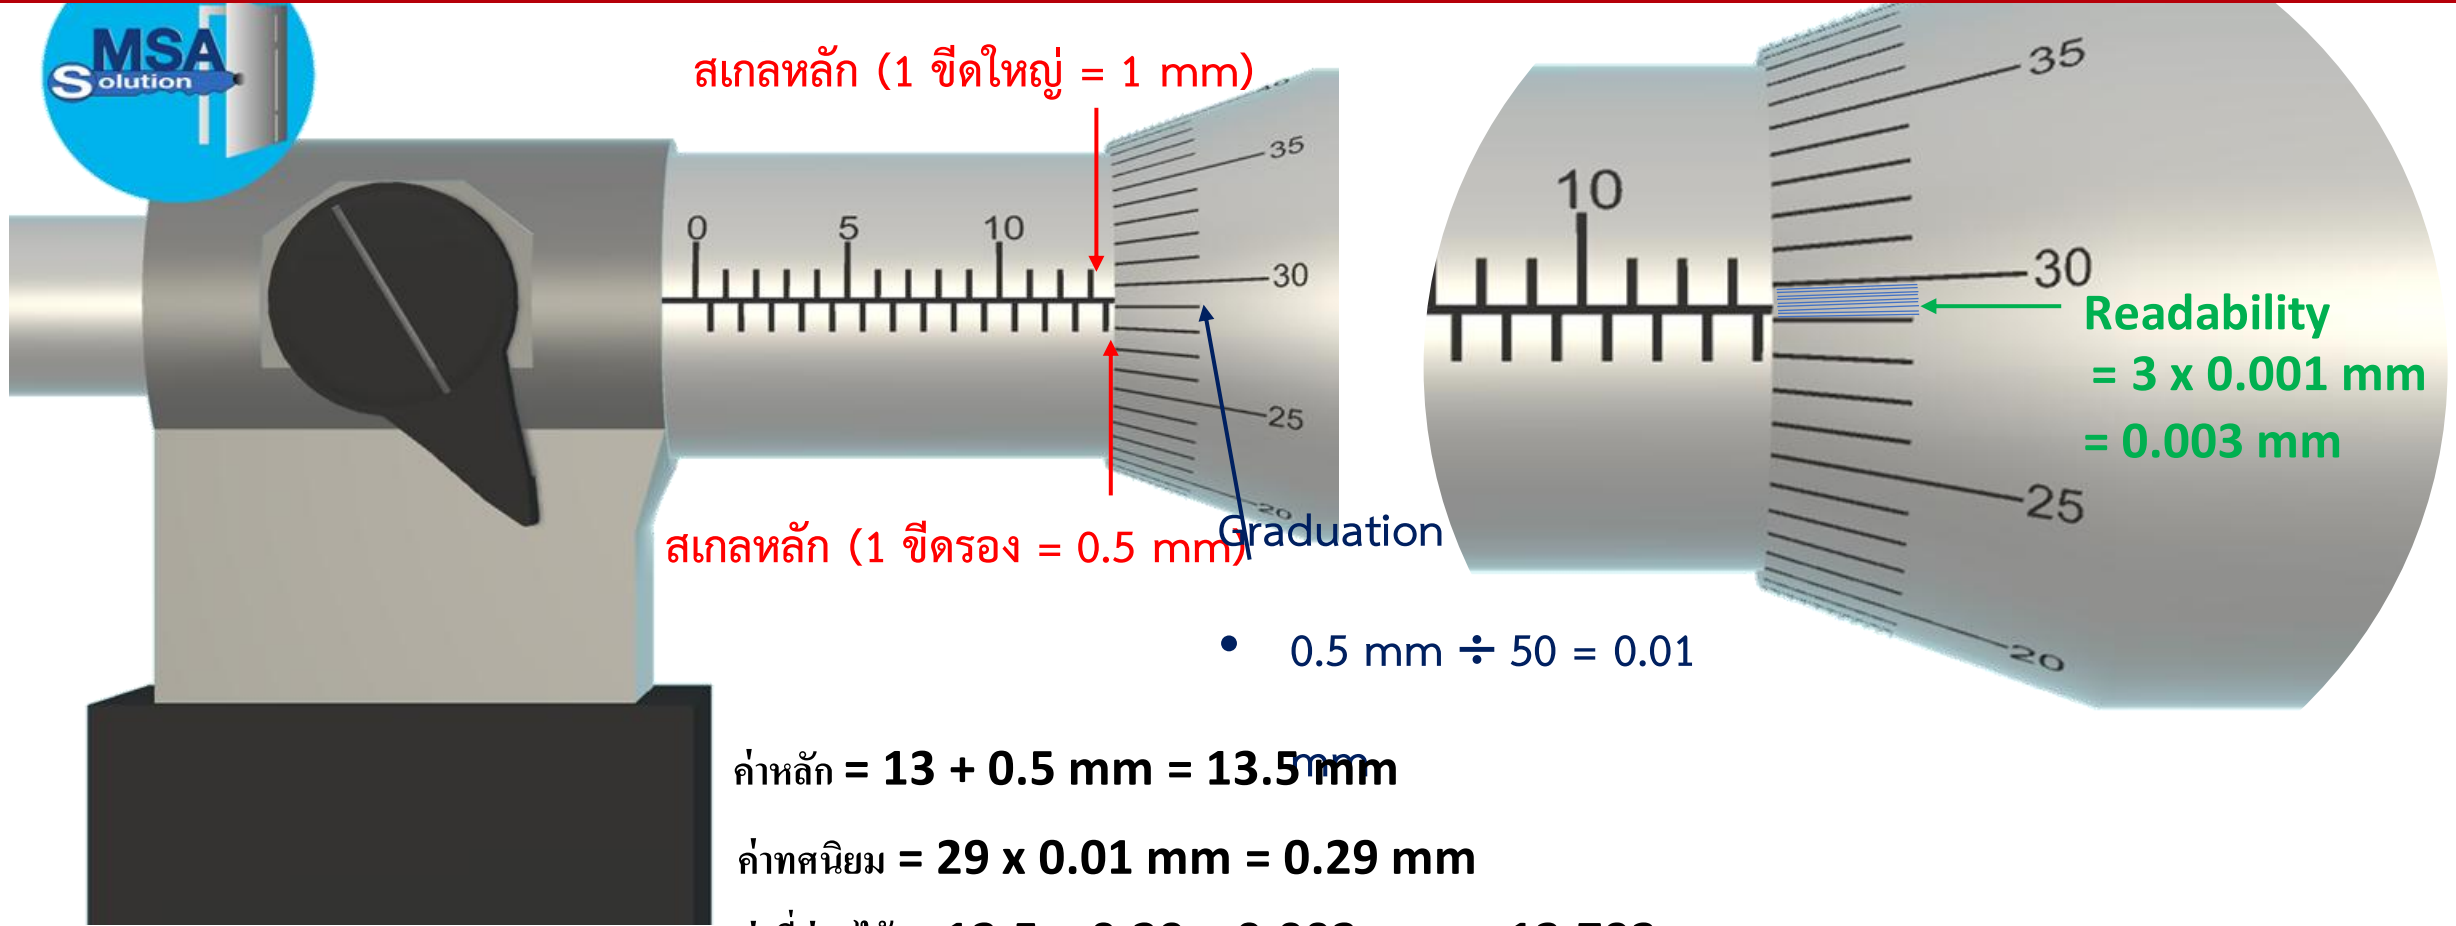 MSA
Solution
สเกลหลัก (1 ขีดใหญ่ = 1 mm)
40
35
30
25
20
0 5 10
สเกลหลัก (1 ขีดรอง = 0.5 mm)
Graduation
• 0.5 mm ÷ 50 = 0.01
mm
10
35
30
25
20
Readability
= 3 x 0.001 mm
= 0.003 mm
ค่าหลัก = 13 + 0.5 mm = 13.5 mm
ค่าทศนิยม = 29 x 0.01 mm = 0.29 mm